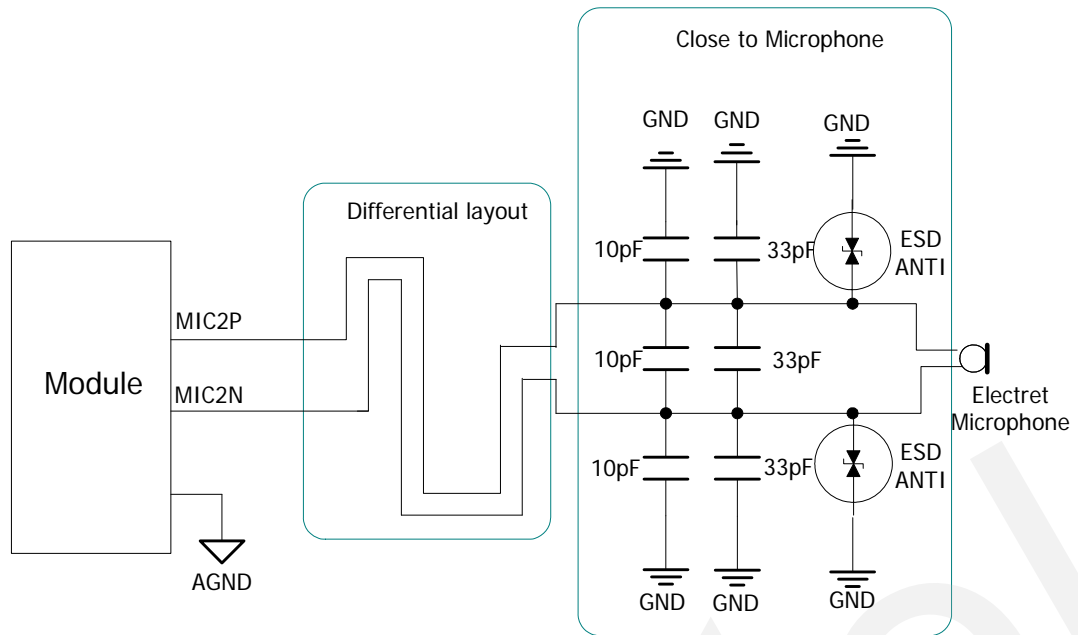 Close to Microphone
GND
GND
GND
Differential layout
10pF
33pF
ESD
ANTI
MIC2P
Module
MIC2N
10pF
33pF
Electret
Microphone
10pF
33pF
ESD
ANTI
AGND
GND
GND
GND